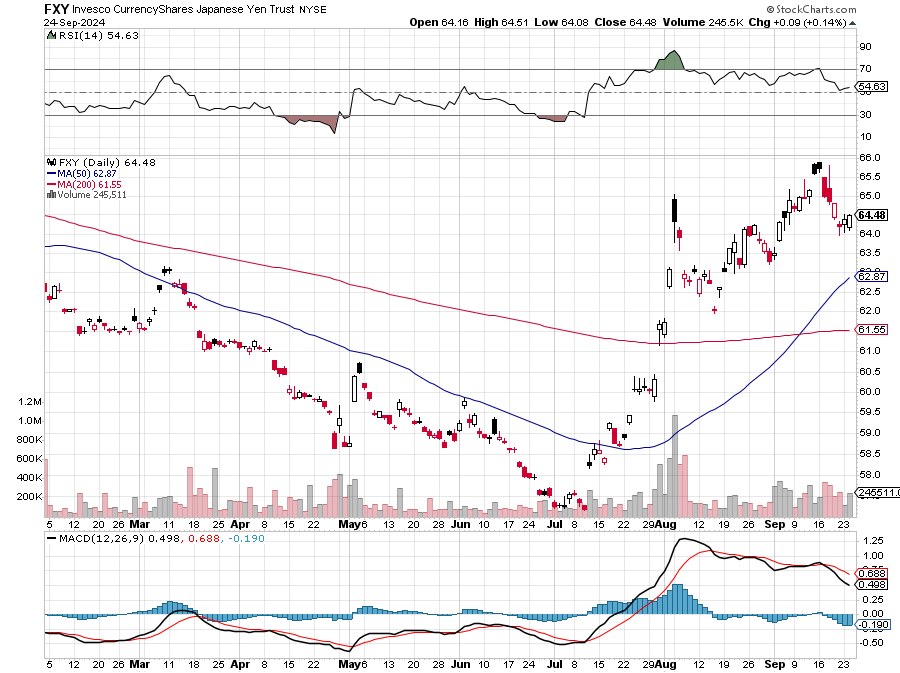 FXY Invesco CurrencyShares Japanese Yen Trust NYSE
© StockCharts.com
24-Sep-2024
Open 64.16 High 64.51 Low 64.08 Close 64.48 Volume 245.5K Chg +0.09 (+0.14%)
RSI(14) 54.63
90
70
54.63
30
10
FXY (Daily) 64.48
MA(50) 62.87
MA(200) 61.55
Volume 245,511
66.0
65.5
65.0
64.48
64.0
63.5
62.87
62.5
62.0
61.55
61.0
60.5
60.0
59.5
59.0
58.5
58.0
245511.0
1.2M
1.0M
800K
600K
400K
200K
5 12 20 26 Mar 11 18 25 Apr 8 15 22 May 6 13 20 28 Jun 10 17 24 Jul 8 15 22 29 Aug 12 19 26 Sep 9 16 23
MACD(12,26,9) 0.498, 0.688, -0.190
1.25
1.00
0.688
0.498
0.25
0.00
-0.190
-0.50
5 12 20 26 Mar 11 18 25 Apr 8 15 22 May 6 13 20 28 Jun 10 17 24 Jul 8 15 22 29 Aug 12 19 26 Sep 9 16 23